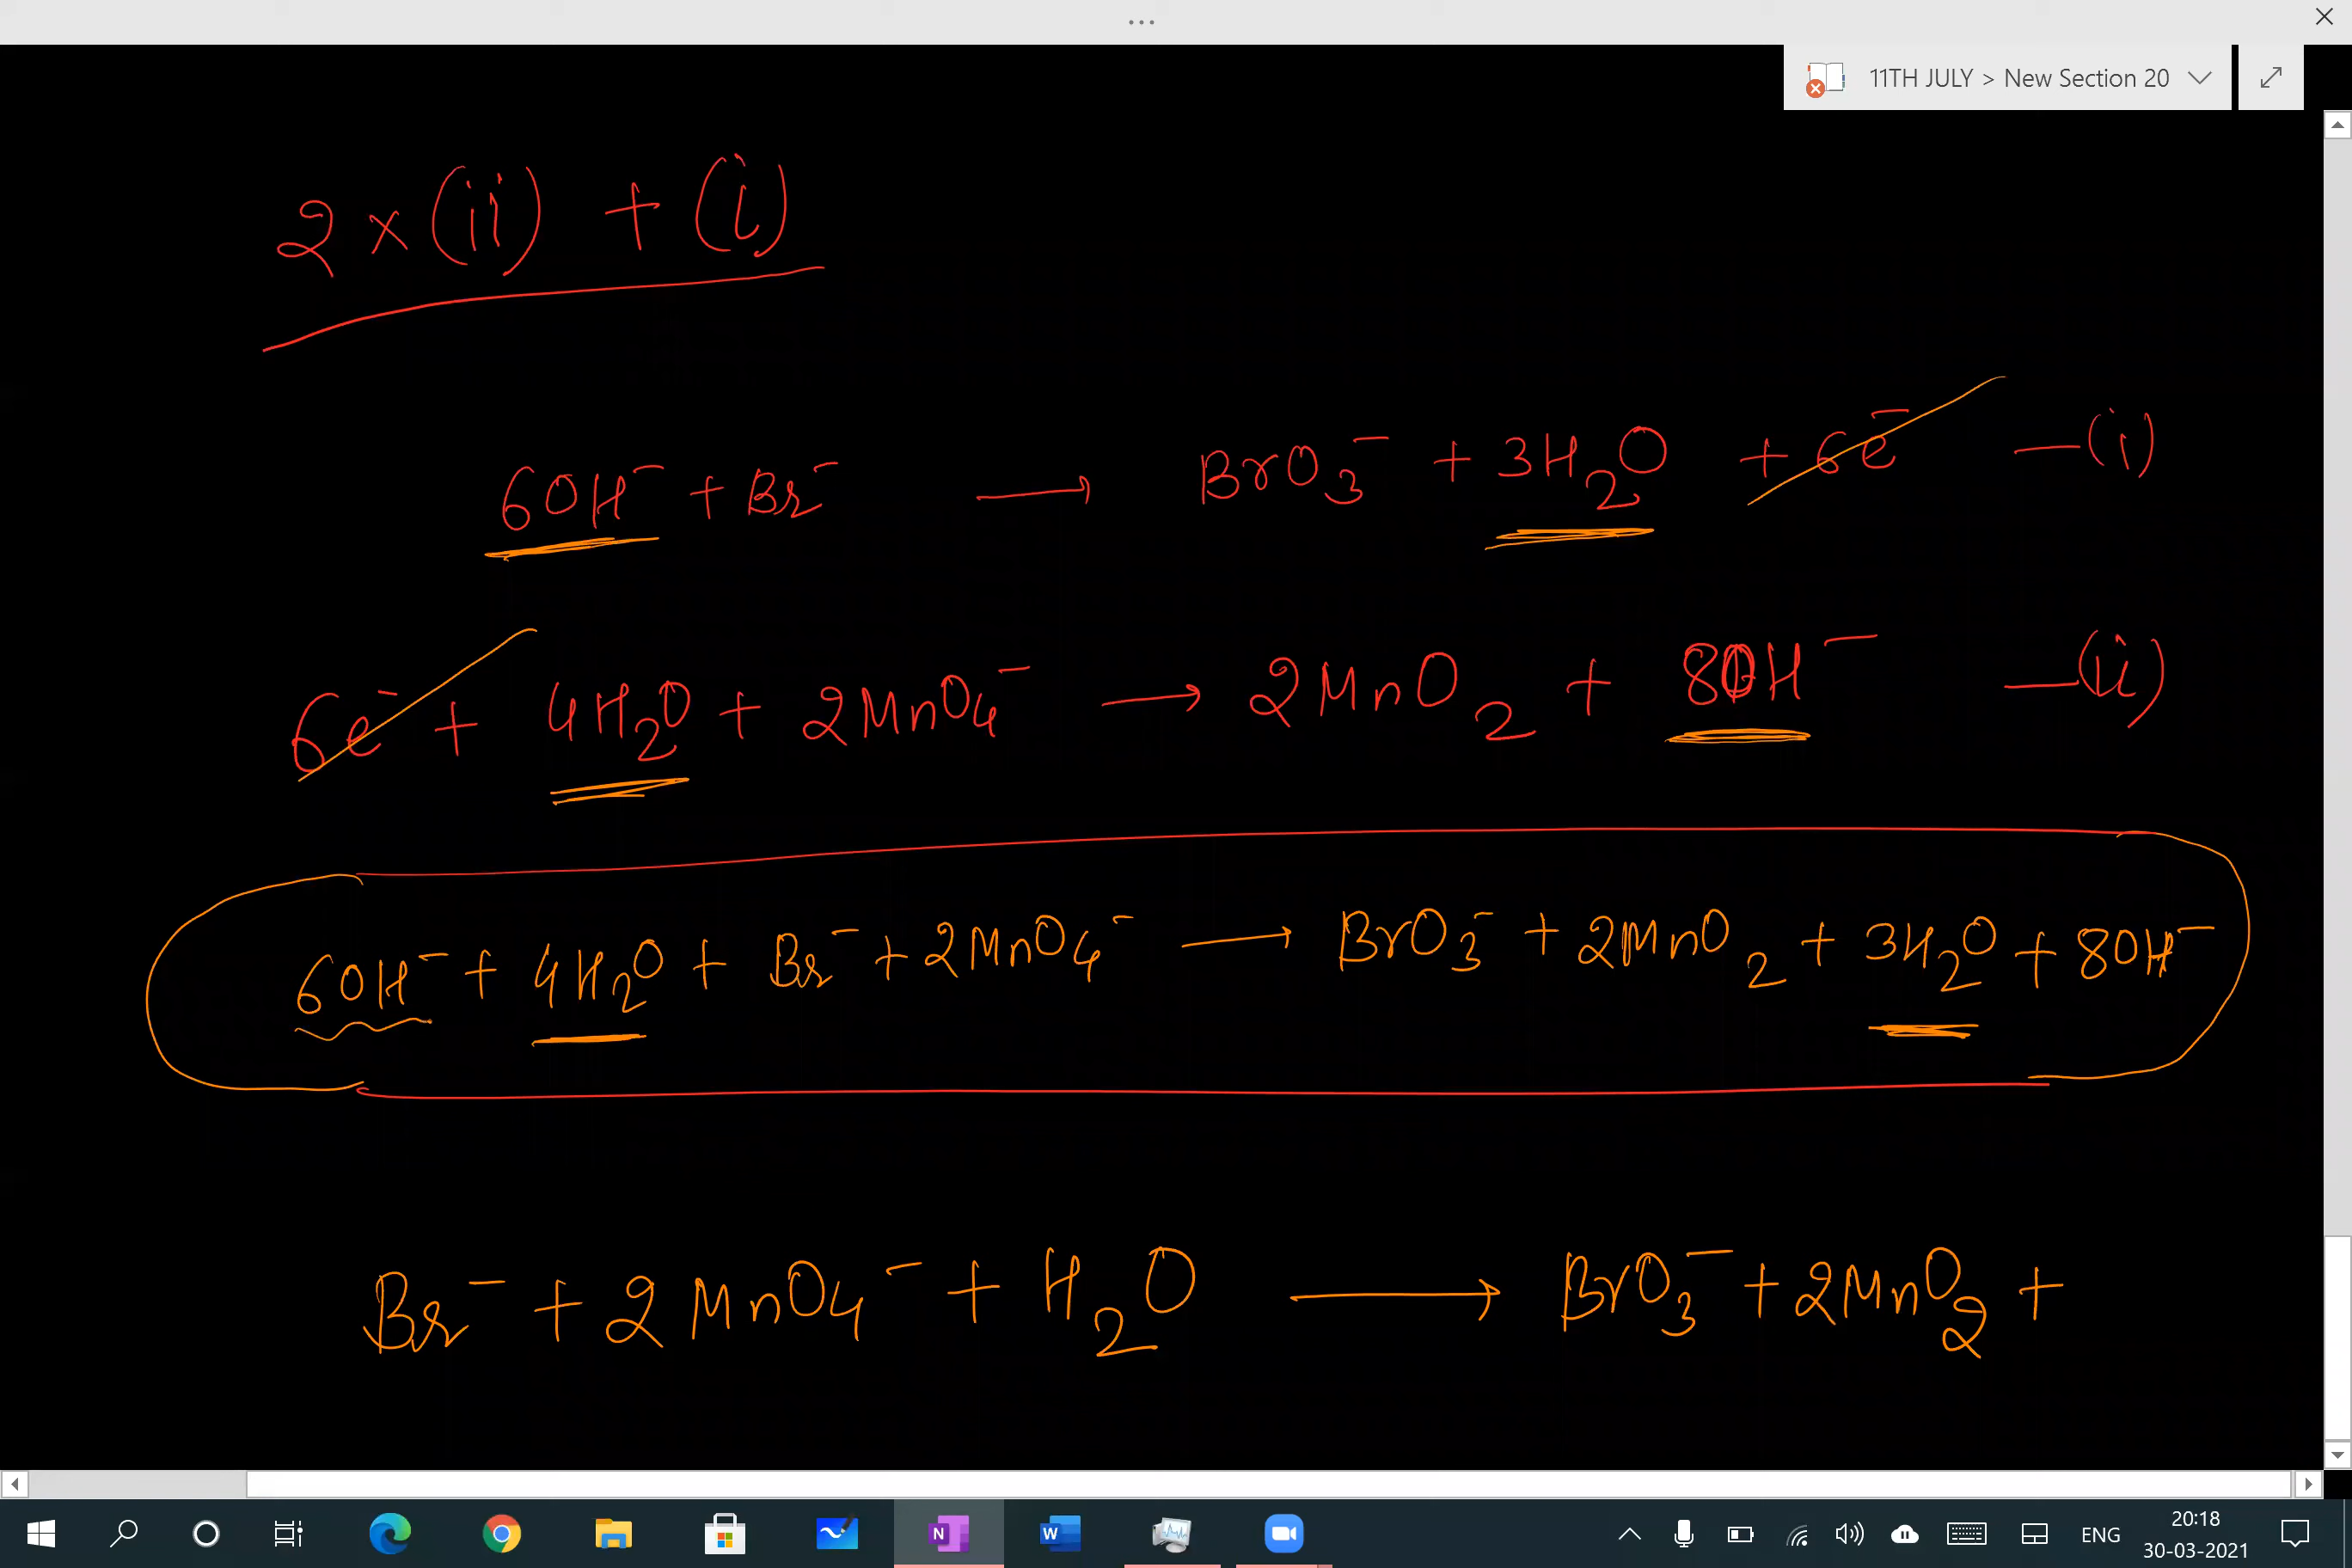 11TH JULY > New Section 20
2 × (ii) + (i)
6OH⁻ + Br⁻ → BrO₃⁻ + 3H₂O + 6e⁻ —(i)
6e⁻ + 4H₂O + 2MnO₄⁻ → 2MnO₂ + 8OH⁻ —(ii)
6OH⁻ + 4H₂O + Br⁻ + 2MnO₄⁻ → BrO₃⁻ + 2MnO₂ + 3H₂O + 8OH⁻
Br⁻ + 2MnO₄⁻ + H₂O → BrO₃⁻ + 2MnO₂ +
N W ENG 20:18
30-03-2021